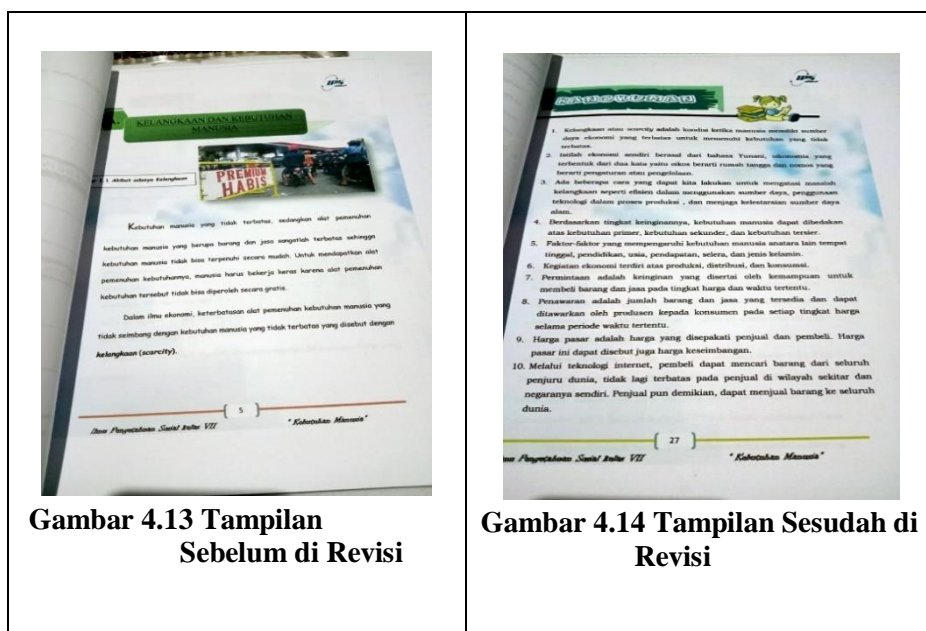 IPS
A.
KELANGKAAN DAN KEBUTUHAN
MANUSIA
PREMIUM
HABIS
1.1 Akibat adanya Kelangkaan
Kebutuhan manusia yang tidak terbatas, sedangkan alat pemenuhan
kebutuhan manusia yang berupa barang dan jasa sangatlah terbatas sehingga
kebutuhan manusia tidak bisa terpenuhi secara mudah. Untuk mendapatkan alat
pemenuhan kebutuhannya, manusia harus bekerja keras karena alat pemenuhan
kebutuhan tersebut tidak bisa diperoleh secara gratis.
Dalam ilmu ekonomi, keterbatasan alat pemenuhan kebutuhan manusia yang
tidak seimbang dengan kebutuhan manusia yang tidak terbatas yang disebut dengan
kelangkaan (scarcity).
5
Ilmu Pengetahuan Sosial kelas VII
"Kebutuhan Manusia"
Gambar 4.13 Tampilan
Sebelum di Revisi
IPS
RANGKUMAN
1. Kelangkaan atau scarcity adalah kondisi ketika manusia memiliki sumber
daya ekonomi yang terbatas untuk memenuhi kebutuhan yang tidak
terbatas.
2. Istilah ekonomi sendiri berasal dari bahasa Yunani, oikonomia yang
terbentuk dari dua kata yaitu oikos berarti rumah tangga dan nomos yang
berarti pengaturan atau pengelolaan.
3. Ada beberapa cara yang dapat kita lakukan untuk mengatasi masalah
kelangkaan seperti efisien dalam menggunakan sumber daya, penggunaan
teknologi dalam proses produksi , dan menjaga kelestarian sumber daya
alam.
4. Berdasarkan tingkat keinginannya, kebutuhan manusia dapat dibedakan
atas kebutuhan primer, kebutuhan sekunder, dan kebutuhan tersier.
5. Faktor-faktor yang mempengaruhi kebutuhan manusia anatara lain tempat
tinggal, pendidikan, usia, pendapatan, selera, dan jenis kelamin.
6. Kegiatan ekonomi terdiri atas produksi, distribusi, dan konsumsi.
7. Permintaan adalah keinginan yang disertai oleh kemampuan untuk
membeli barang dan jasa pada tingkat harga dan waktu tertentu.
8. Penawaran adalah jumlah barang dan jasa yang tersedia dan dapat
ditawarkan oleh produsen kepada konsumen pada setiap tingkat harga
selama periode waktu tertentu.
9. Harga pasar adalah harga yang disepakati penjual dan pembeli. Harga
pasar ini dapat disebut juga harga keseimbangan.
10. Melalui teknologi internet, pembeli dapat mencari barang dari seluruh
penjuru dunia, tidak lagi terbatas pada penjual di wilayah sekitar dan
negaranya sendiri. Penjual pun demikian, dapat menjual barang ke seluruh
dunia.
27
Pengetahuan Sosial kelas VII
"Kebutuhan Manusia"
Gambar 4.14 Tampilan Sesudah di
Revisi